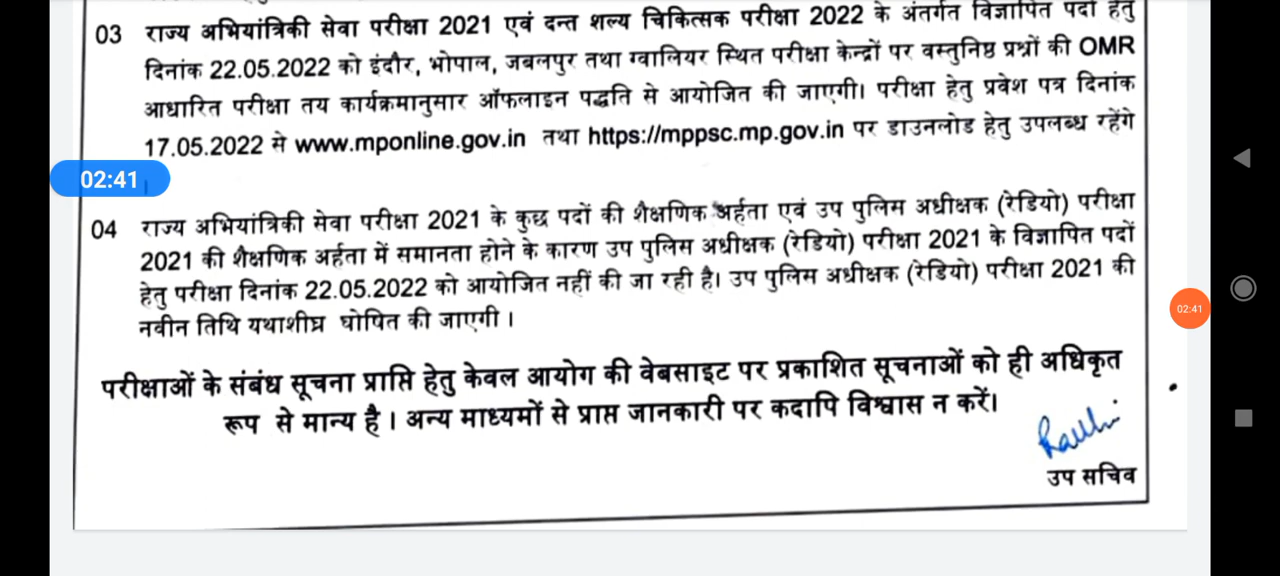 03 राज्य अभियांत्रिकी सेवा परीक्षा 2021 एवं दन्त शल्य चिकित्सक परीक्षा 2022 के अंतर्गत विज्ञापित पदों हेतु
दिनांक 22.05.2022 को इंदौर, भोपाल, जबलपुर तथा ग्वालियर स्थित परीक्षा केन्द्रों पर वस्तुनिष्ठ प्रश्नों की OMR
आधारित परीक्षा तय कार्यक्रमानुसार ऑफलाइन पद्धति से आयोजित की जाएगी। परीक्षा हेतु प्रवेश पत्र दिनांक
17.05.2022 से www.mponline.gov.in तथा https://mppsc.mp.gov.in पर डाउनलोड हेतु उपलब्ध रहेंगे
02:41 ।
04 राज्य अभियांत्रिकी सेवा परीक्षा 2021 के कुछ पदों की शैक्षणिक अर्हता एवं उप पुलिस अधीक्षक (रेडियो) परीक्षा
2021 की शैक्षणिक अर्हता में समानता होने के कारण उप पुलिस अधीक्षक (रेडियो) परीक्षा 2021 के विज्ञापित पदों
हेतु परीक्षा दिनांक 22.05.2022 को आयोजित नहीं की जा रही है। उप पुलिस अधीक्षक (रेडियो) परीक्षा 2021 की
02:41
नवीन तिथि यथाशीघ्र घोषित की जाएगी ।
परीक्षाओं के संबंध सूचना प्राप्ति हेतु केवल आयोग की वेबसाइट पर प्रकाशित सूचनाओं को ही अधिकृत
रूप से मान्य है । अन्य माध्यमों से प्राप्त जानकारी पर कदापि विश्वास न करें।
उप सचिव